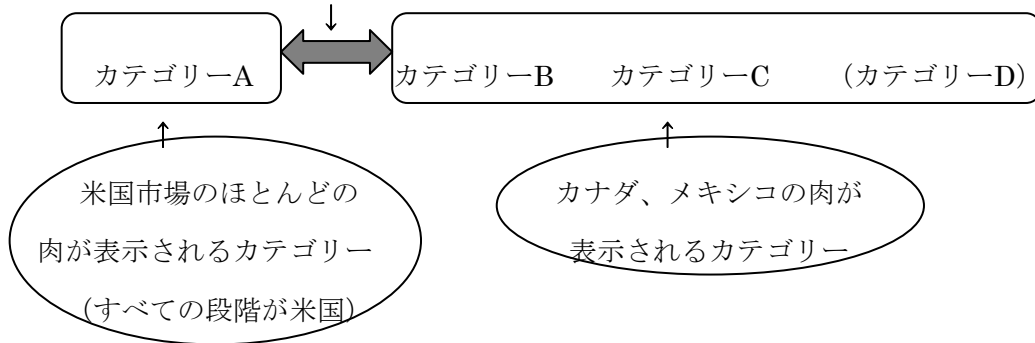 カテゴリーA カテゴリーB カテゴリーC （カテゴリーD）
米国市場のほとんどの
肉が表示されるカテゴリー
（すべての段階が米国）
カナダ、メキシコの肉が
表示されるカテゴリー